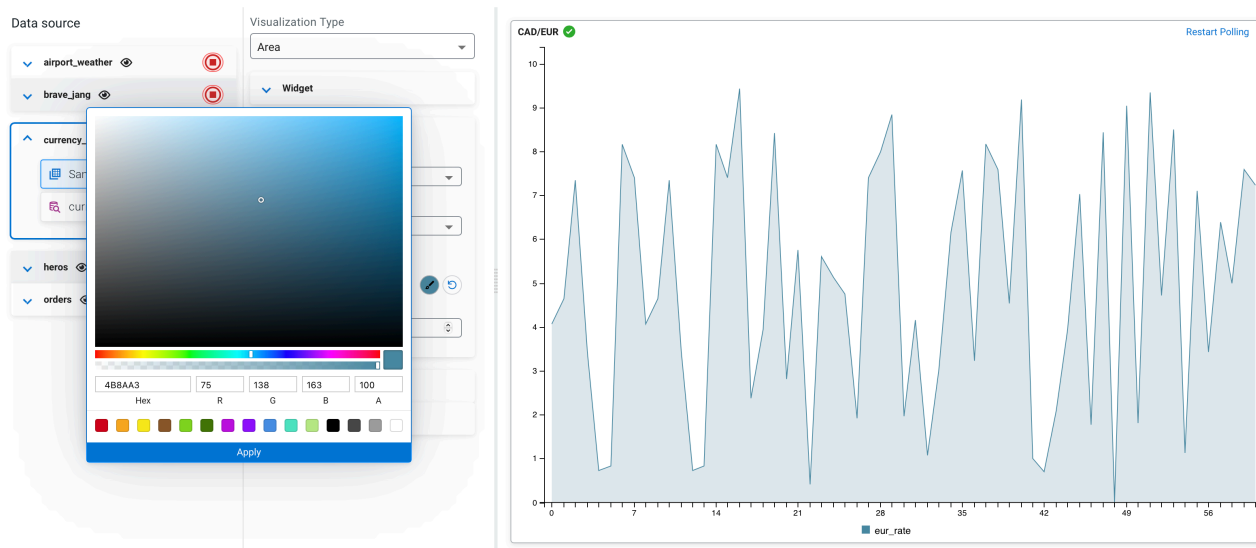 Data source
airport_weather
brave_jang
currency_
San
cur
heros
orders
Visualization Type
Area
Widget
4B8AA3 75 138 163 100
Hex R G B A
Apply
CAD/EUR
Restart Polling
10
9
8
7
6
5
4
3
2
1
0
0 7 14 21 28 35 42 49 56
eur_rate